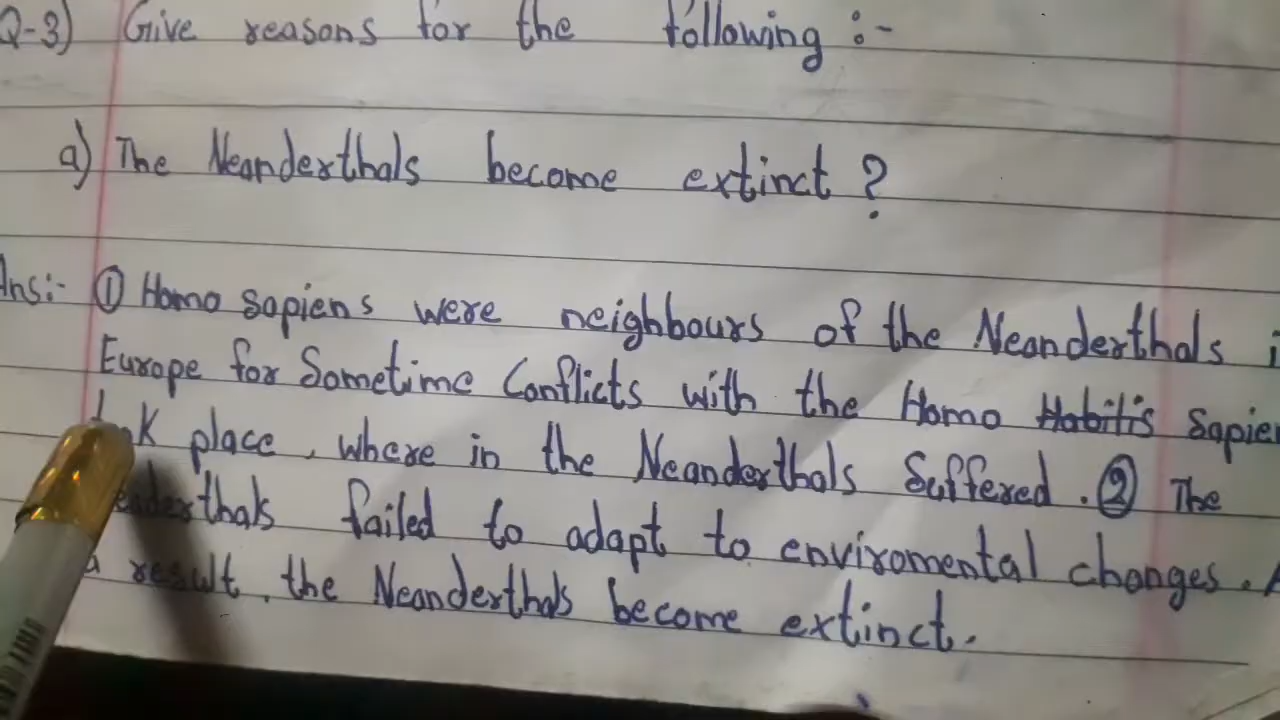 Q-3) Give reasons for the following :-
a) The Neanderthals become extinct ?
Ans:- ① Homo sapiens were neighbours of the Neanderthals
Europe for Sometime Conflicts with the Homo Habitis Sapien
place, where in the Neanderthals Suffered. ② The
failed to adapt to enviromental changes.
a result, the Neanderthals become extinct.